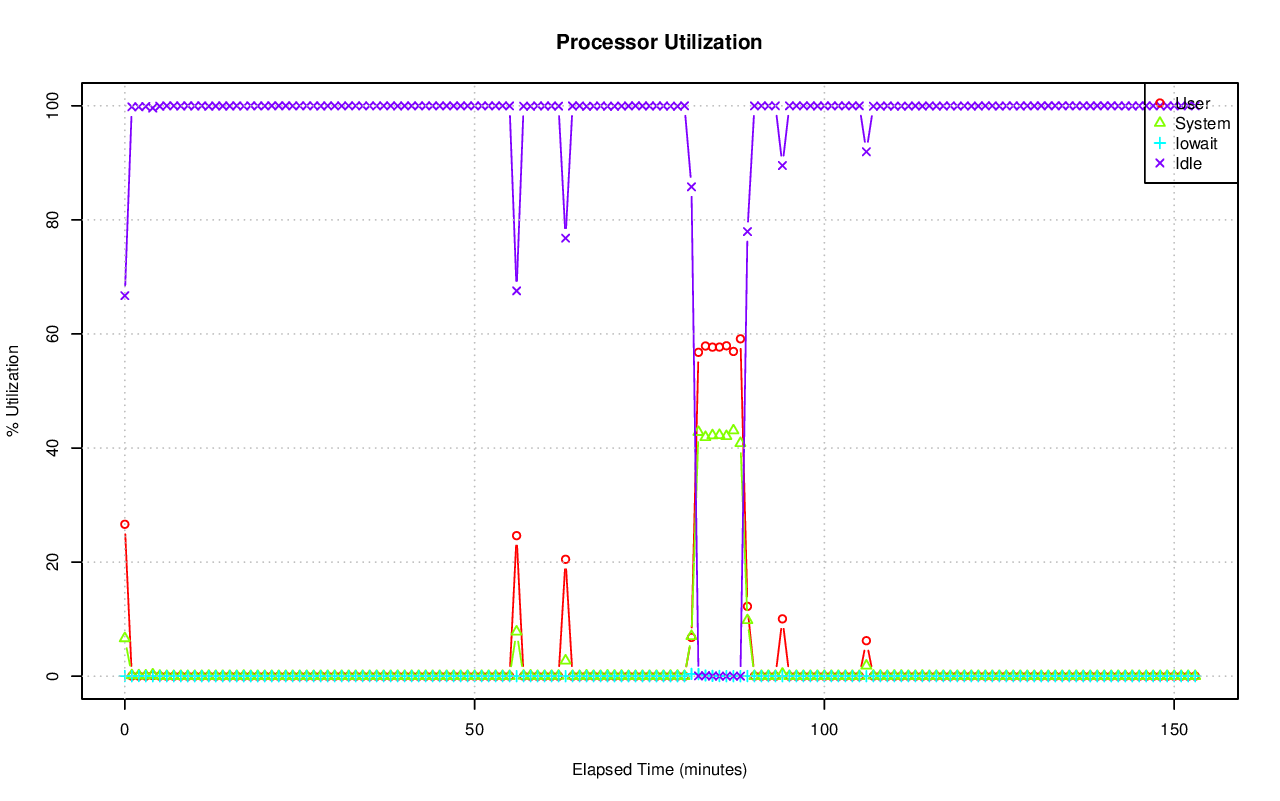 Processor Utilization
100
80
60
40
20
0
% Utilization
User
System
Iowait
Idle
0 50 100 150
Elapsed Time (minutes)